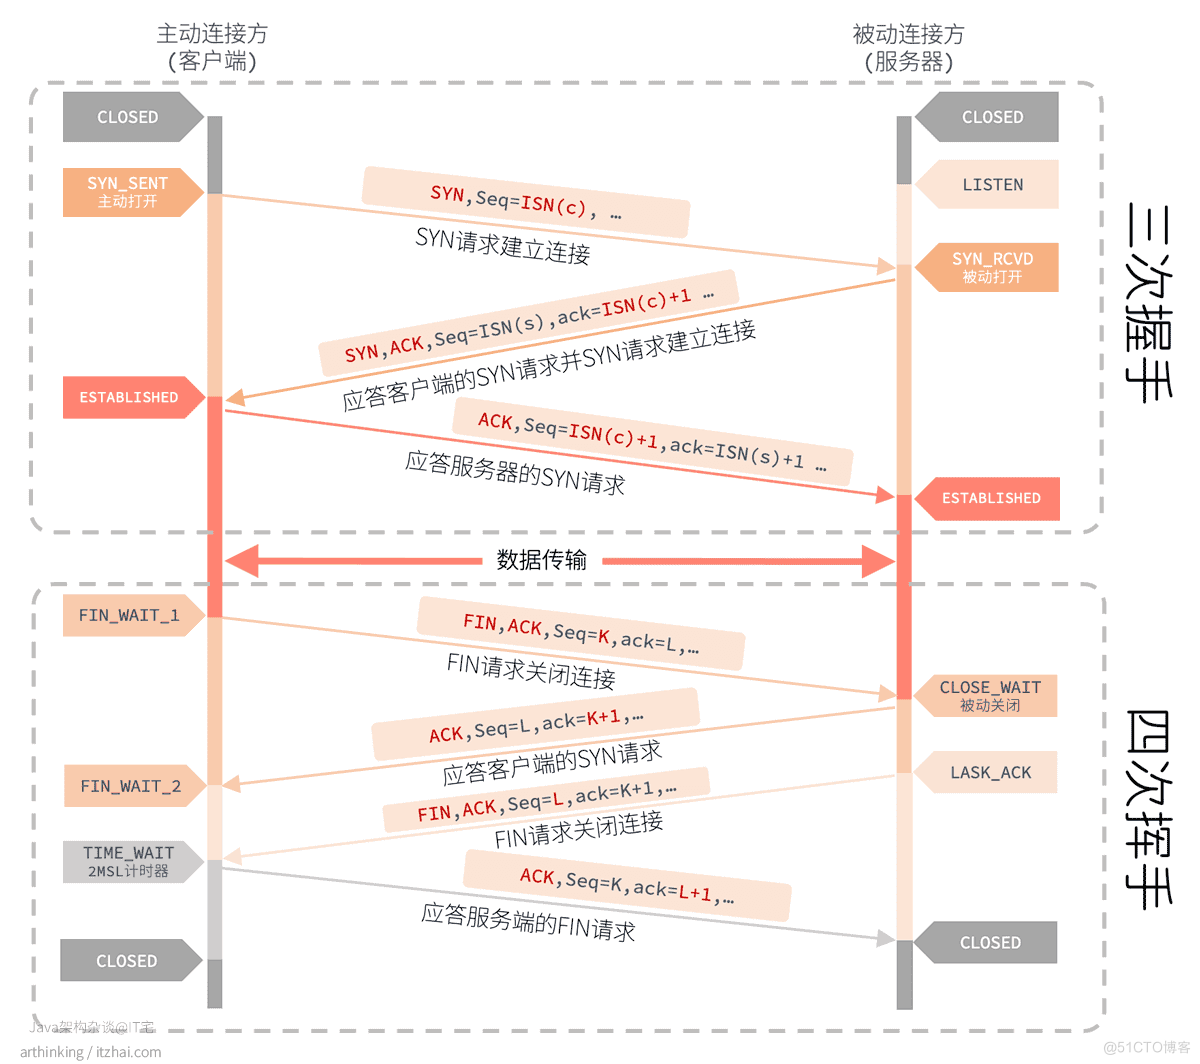 主动连接方
(客户端)
被动连接方
(服务器)
CLOSED
CLOSED
SYN_SENT
主动打开
LISTEN
SYN,Seq=ISN(c), …
SYN请求建立连接
SYN_RCVD
被动打开
SYN,ACK,Seq=ISN(s),ack=ISN(c)+1 …
应答客户端的SYN请求并SYN请求建立连接
ESTABLISHED
ACK,Seq=ISN(c)+1,ack=ISN(s)+1 …
应答服务器的SYN请求
ESTABLISHED
三次握手
数据传输
FIN_WAIT_1
FIN,ACK,Seq=K,ack=L,…
FIN请求关闭连接
CLOSE_WAIT
被动关闭
ACK,Seq=L,ack=K+1,…
应答客户端的SYN请求
FIN_WAIT_2
LASK_ACK
FIN,ACK,Seq=L,ack=K+1,…
FIN请求关闭连接
TIME_WAIT
2MSL计时器
ACK,Seq=K,ack=L+1,…
应答服务端的FIN请求
CLOSED
CLOSED
四次挥手
Java架构杂谈@IT宅
arthinking / itzhai.com
@51CTO博客